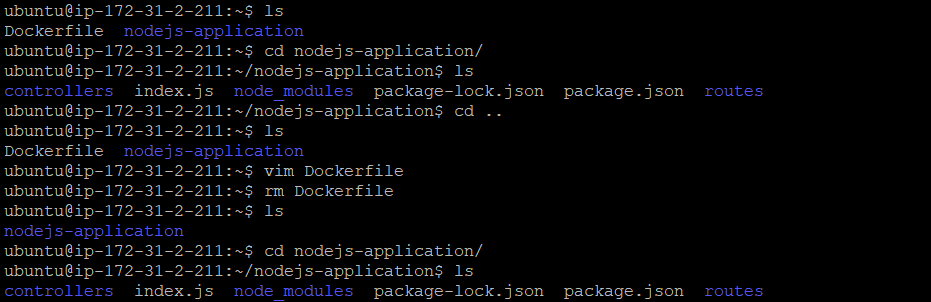 ubuntu@ip-172-31-2-211:~$ ls
Dockerfile  nodejs-application
ubuntu@ip-172-31-2-211:~$ cd nodejs-application/
ubuntu@ip-172-31-2-211:~/nodejs-application$ ls
controllers  index.js  node_modules  package-lock.json  package.json  routes
ubuntu@ip-172-31-2-211:~/nodejs-application$ cd ..
ubuntu@ip-172-31-2-211:~$ ls
Dockerfile  nodejs-application
ubuntu@ip-172-31-2-211:~$ vim Dockerfile
ubuntu@ip-172-31-2-211:~$ rm Dockerfile
ubuntu@ip-172-31-2-211:~$ ls
nodejs-application
ubuntu@ip-172-31-2-211:~$ cd nodejs-application/
ubuntu@ip-172-31-2-211:~/nodejs-application$ ls
controllers  index.js  node_modules  package-lock.json  package.json  routes